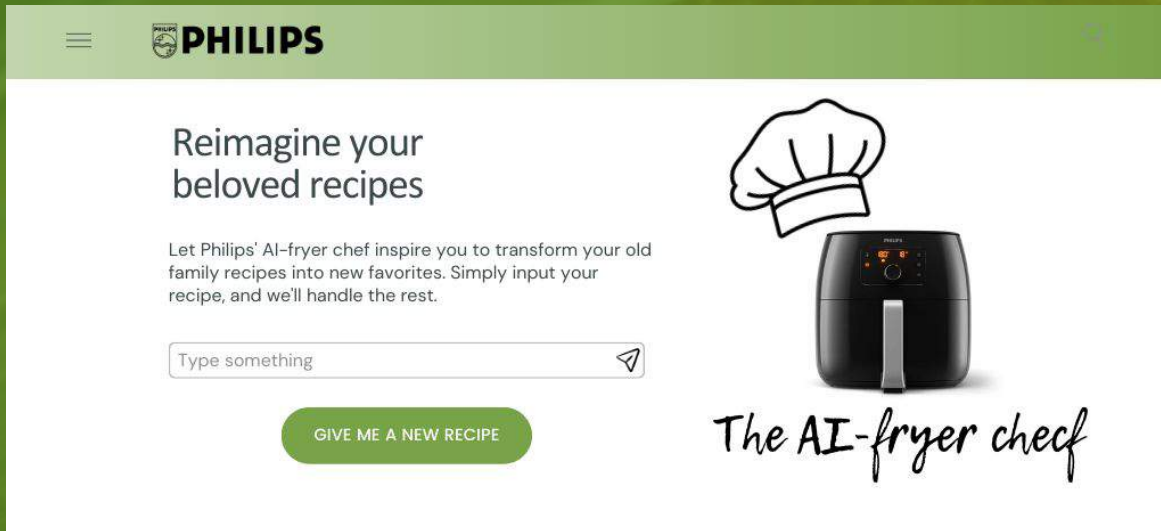 PHILIPS
Reimagine your
beloved recipes
Let Philips' AI-fryer chef inspire you to transform your old
family recipes into new favorites. Simply input your
recipe, and we'll handle the rest.
Type something
GIVE ME A NEW RECIPE
PHILIPS
The AI-fryer checf